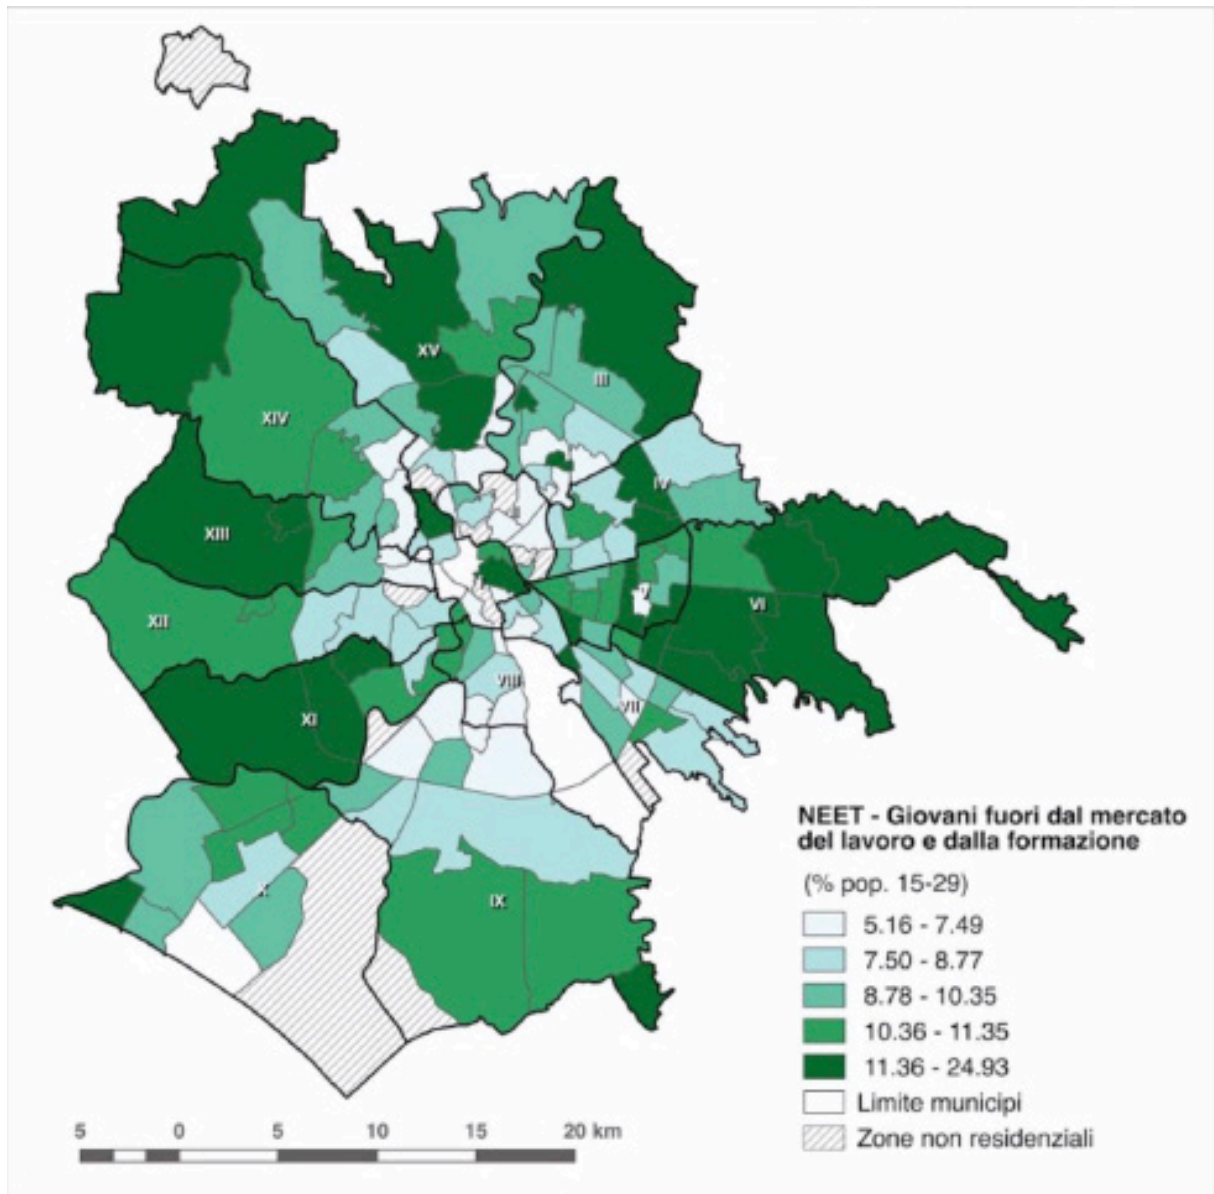 XV
III
XIV
IV
XIII
II
I
V
VI
XII
VIII
VII
XI
X
IX
NEET - Giovani fuori dal mercato
del lavoro e dalla formazione
(% pop. 15-29)
5.16 - 7.49
7.50 - 8.77
8.78 - 10.35
10.36 - 11.35
11.36 - 24.93
Limite municipi
Zone non residenziali
5 0 5 10 15 20 km